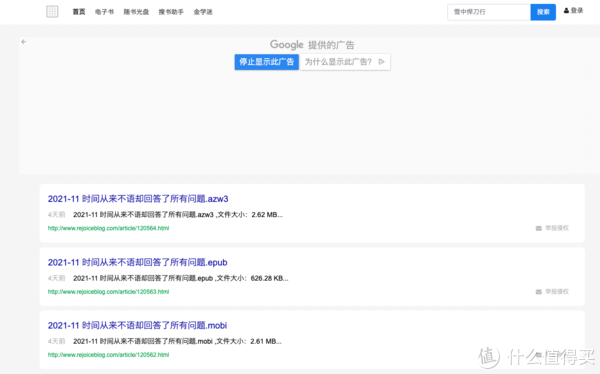 首页 电子书 随书光盘 搜书助手 金学迷 雪中悍刀行 搜索 登录
Google 提供的广告
停止显示此广告 为什么显示此广告?
2021-11 时间从来不语却回答了所有问题.azw3
4天前 2021-11 时间从来不语却回答了所有问题.azw3 ,文件大小：2.62 MB...
http://www.rejoiceblog.com/article/120564.html 举报侵权
2021-11 时间从来不语却回答了所有问题.epub
4天前 2021-11 时间从来不语却回答了所有问题.epub ,文件大小：626.28 KB...
http://www.rejoiceblog.com/article/120563.html 举报侵权
2021-11 时间从来不语却回答了所有问题.mobi
4天前 2021-11 时间从来不语却回答了所有问题.mobi ,文件大小：2.61 MB...
http://www.rejoiceblog.com/article/120562.html
值 什么值得买